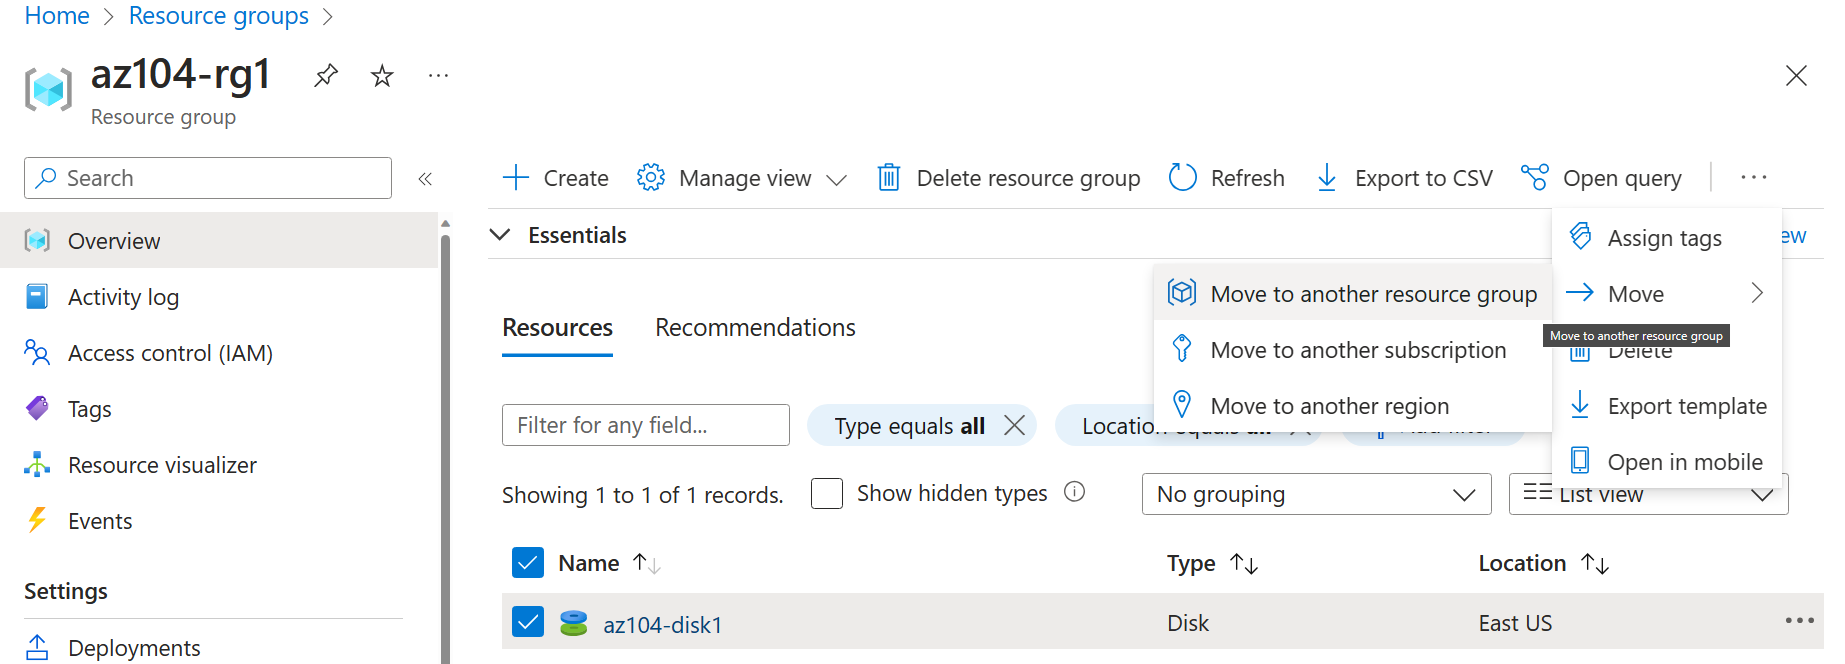 Home > Resource groups >
az104-rg1
Resource group
Search
Overview
Activity log
Access control (IAM)
Tags
Resource visualizer
Events
Settings
Deployments
Create
Manage view
Delete resource group
Refresh
Export to CSV
Open query
Essentials
Assign tags
Move
Delete
Export template
Open in mobile
Move to another resource group
Move to another subscription
Move to another region
Move to another resource group
Resources
Recommendations
Filter for any field...
Type equals all
Location equals all
Showing 1 to 1 of 1 records.
Show hidden types
No grouping
List view
Name
Type
Location
az104-disk1
Disk
East US